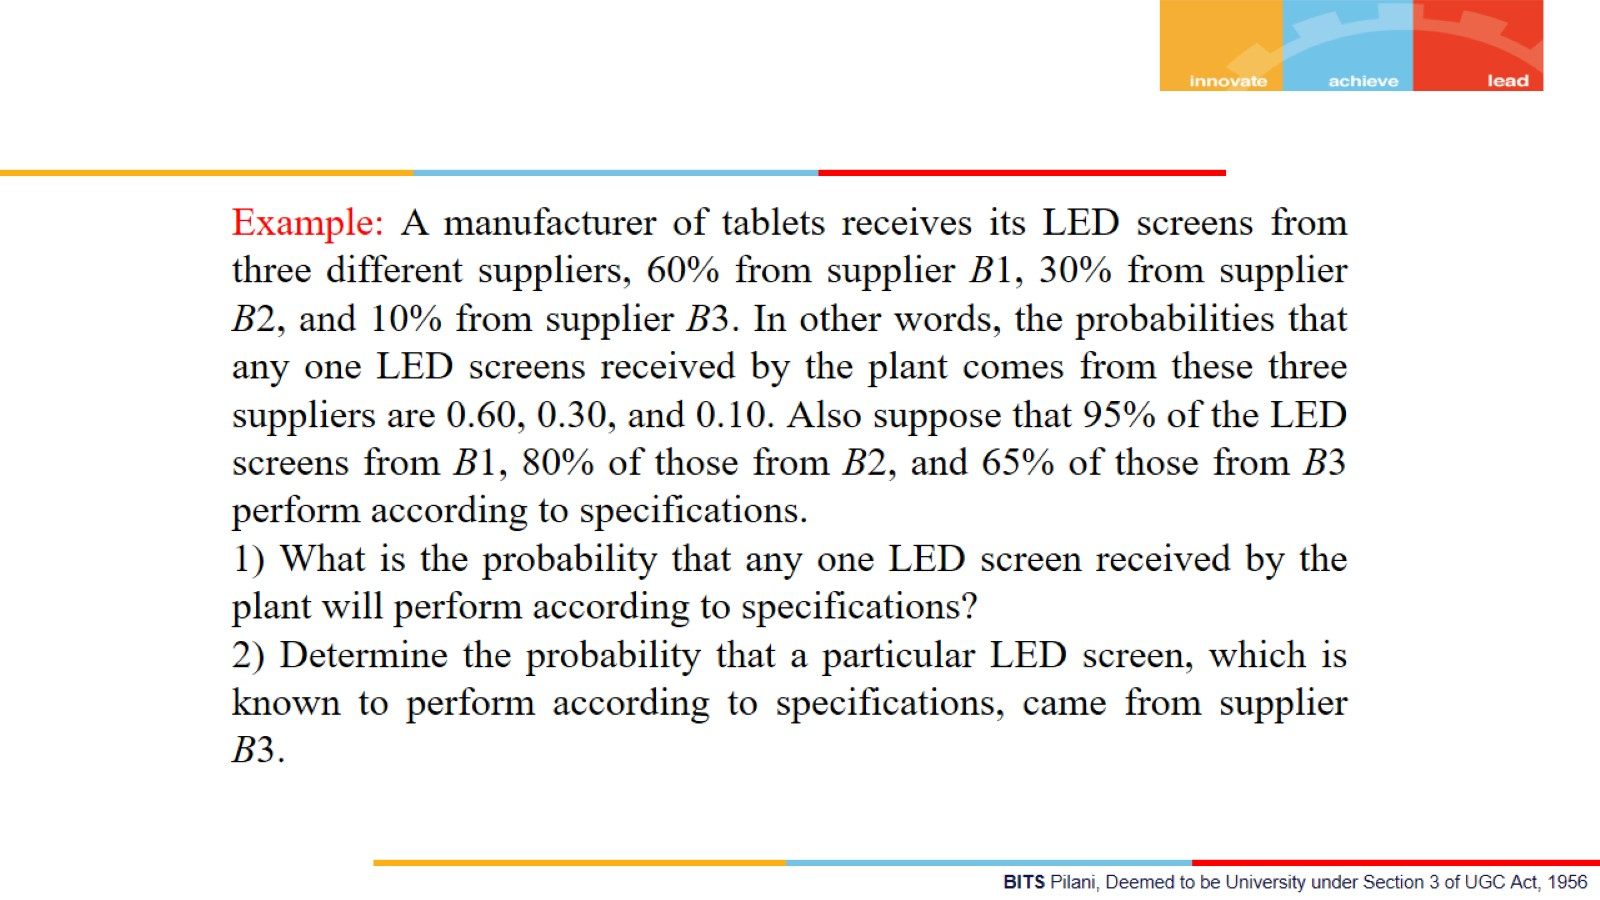 innovate achieve lead
Example: A manufacturer of tablets receives its LED screens from
three different suppliers, 60% from supplier B1, 30% from supplier
B2, and 10% from supplier B3. In other words, the probabilities that
any one LED screens received by the plant comes from these three
suppliers are 0.60, 0.30, and 0.10. Also suppose that 95% of the LED
screens from B1, 80% of those from B2, and 65% of those from B3
perform according to specifications.
1) What is the probability that any one LED screen received by the
plant will perform according to specifications?
2) Determine the probability that a particular LED screen, which is
known to perform according to specifications, came from supplier
B3.
BITS Pilani, Deemed to be University under Section 3 of UGC Act, 1956